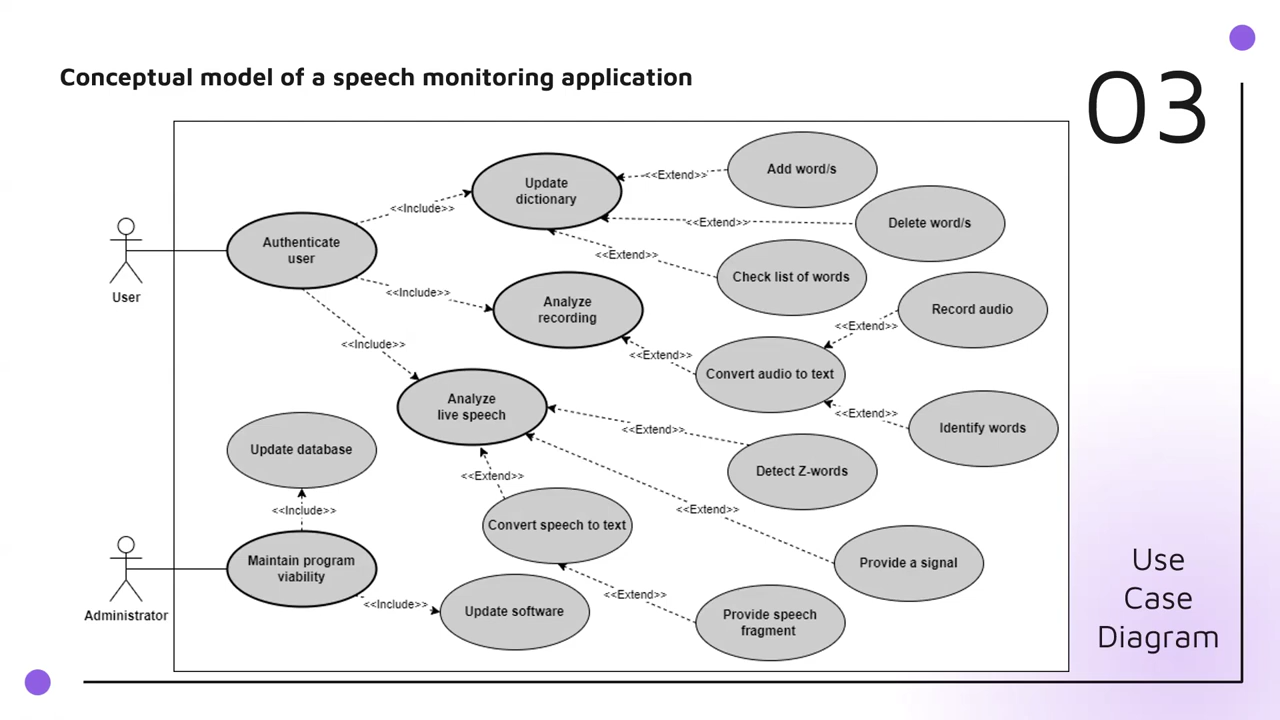 Conceptual model of a speech monitoring application
03
Add word/s
Update
dictionary
<<Extend>>
<<Include>>
<<Extend>>
Delete word/s
Authenticate
user
<<Extend>>
Check list of words
User
<<Include>>
Analyze
recording
Record audio
<<Extend>>
<<Include>>
<<Extend>>
Convert audio to text
Analyze
live speech
<<Extend>>
Identify words
<<Extend>>
Update database
Detect Z-words
<<Extend>>
<<Include>>
<<Extend>>
Convert speech to text
Maintain program
viability
Provide a signal
Administrator
<<Include>>
Update software
<<Extend>>
Provide speech
fragment
Use
Case
Diagram